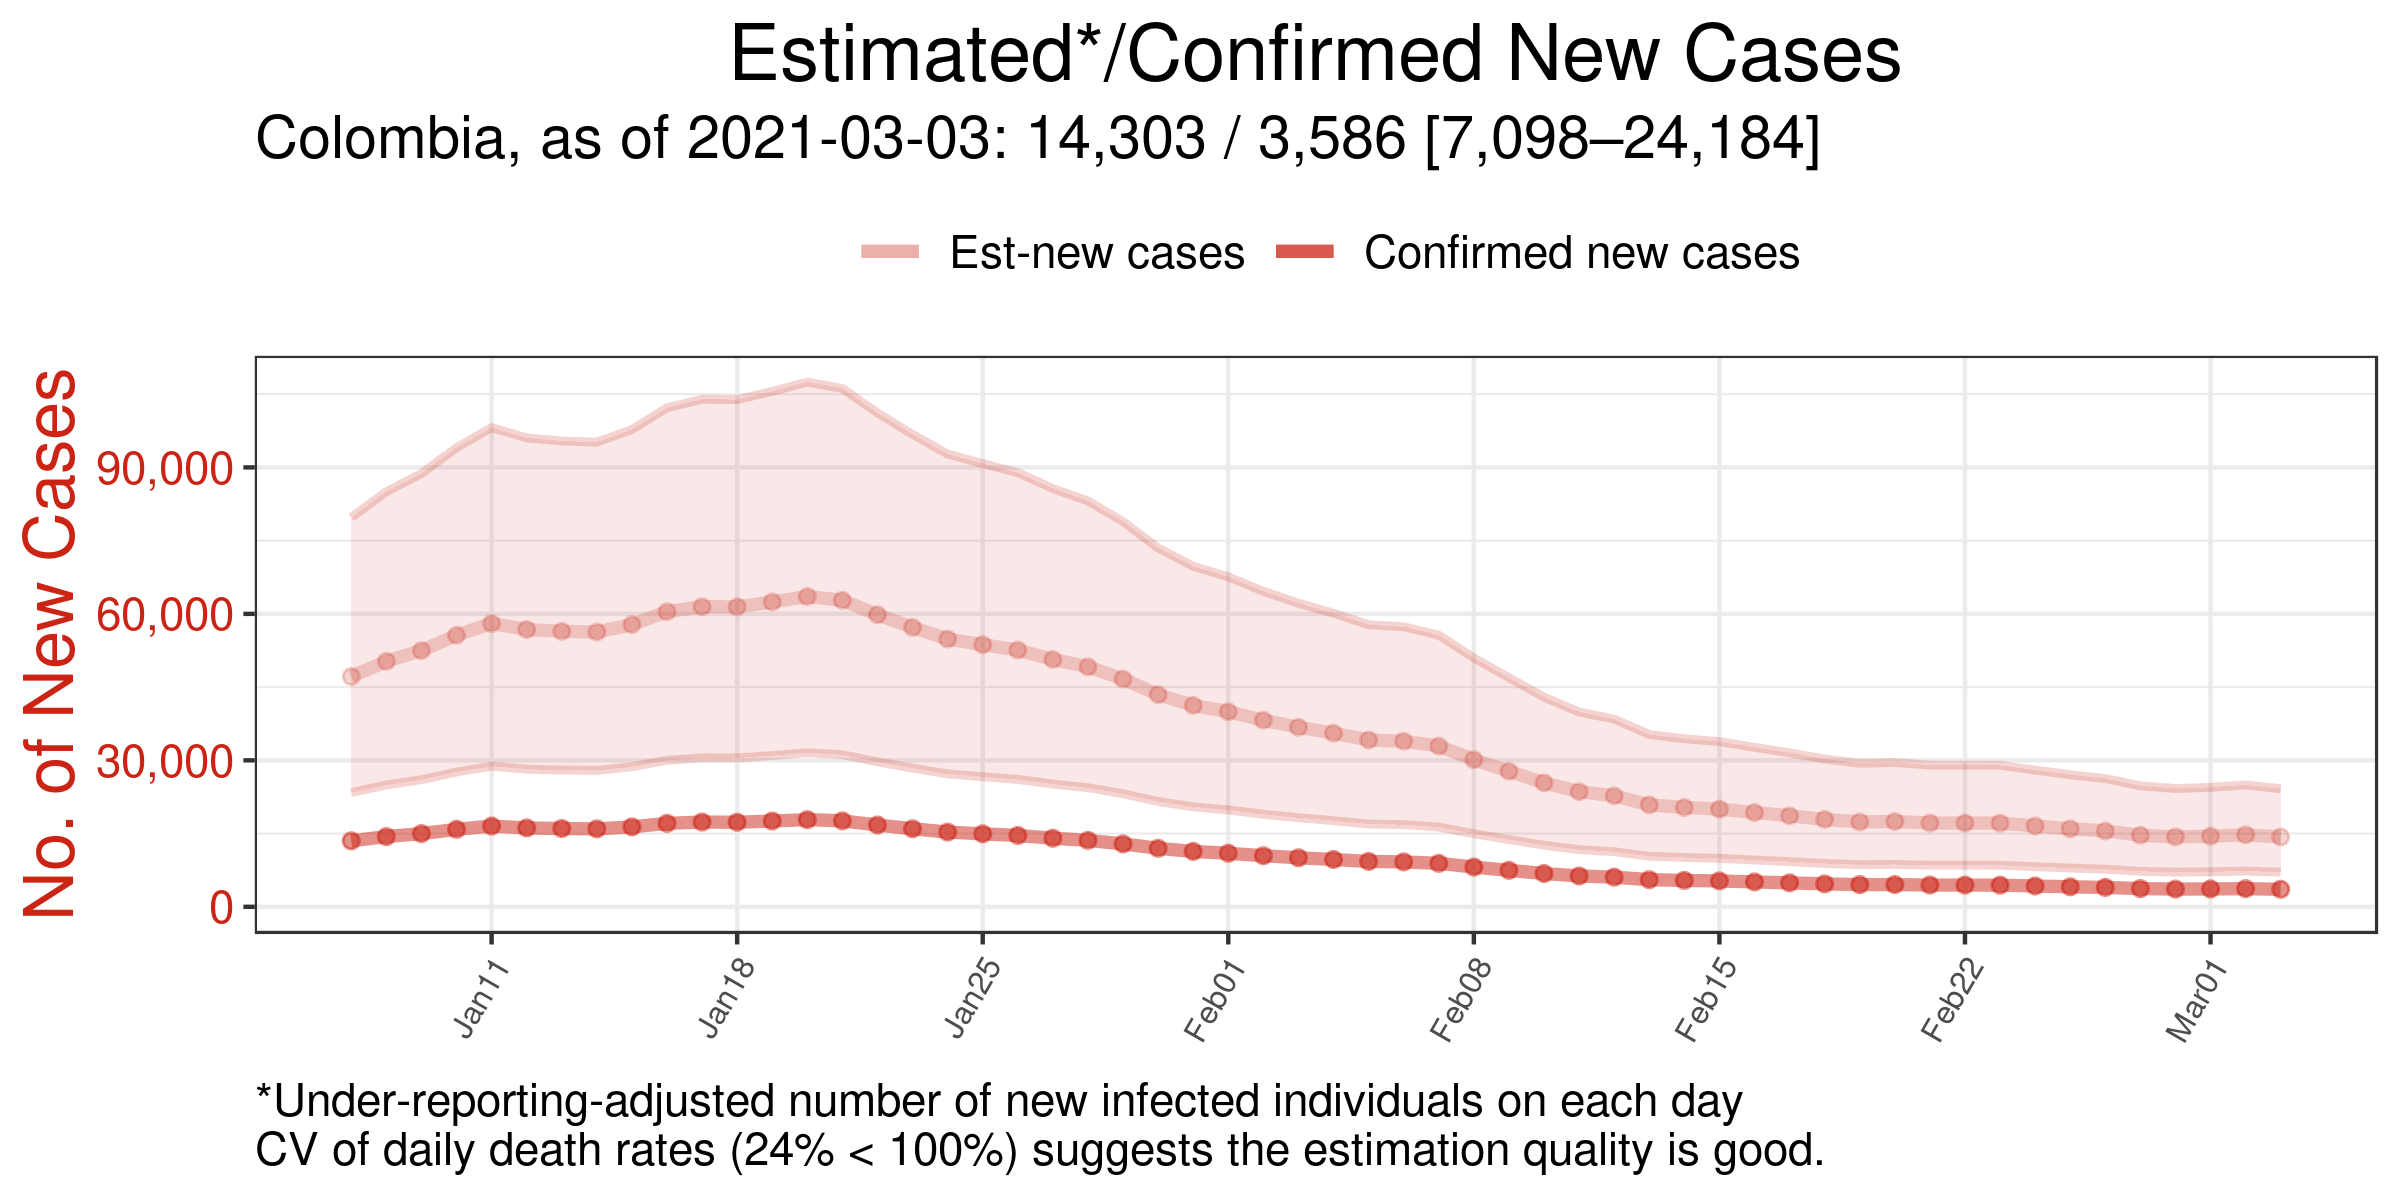 Estimated*/Confirmed New Cases
Colombia, as of 2021-03-03: 14,303 / 3,586 [7,098–24,184]
Est-new cases
Confirmed new cases
No. of New Cases
90,000
60,000
30,000
0
Jan11
Jan18
Jan25
Feb01
Feb08
Feb15
Feb22
Mar01
*Under-reporting-adjusted number of new infected individuals on each day
CV of daily death rates (24% < 100%) suggests the estimation quality is good.